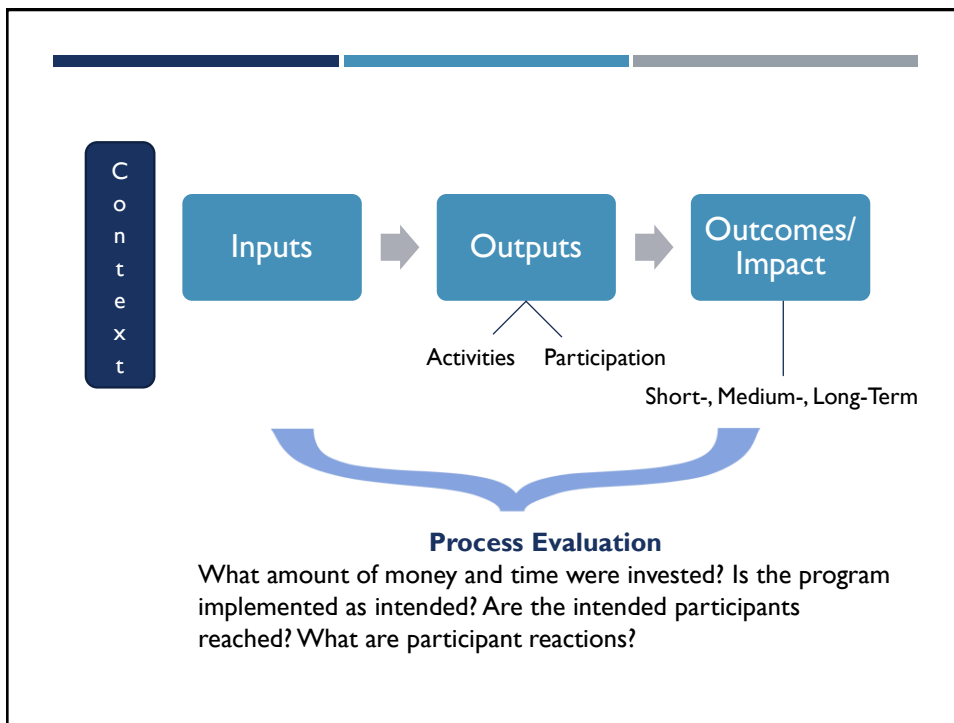 C
o
n
t
e
x
t
Inputs
Outputs
Outcomes/
Impact
Activities
Participation
Short-, Medium-, Long-Term
Process Evaluation
What amount of money and time were invested? Is the program
implemented as intended? Are the intended participants
reached? What are participant reactions?